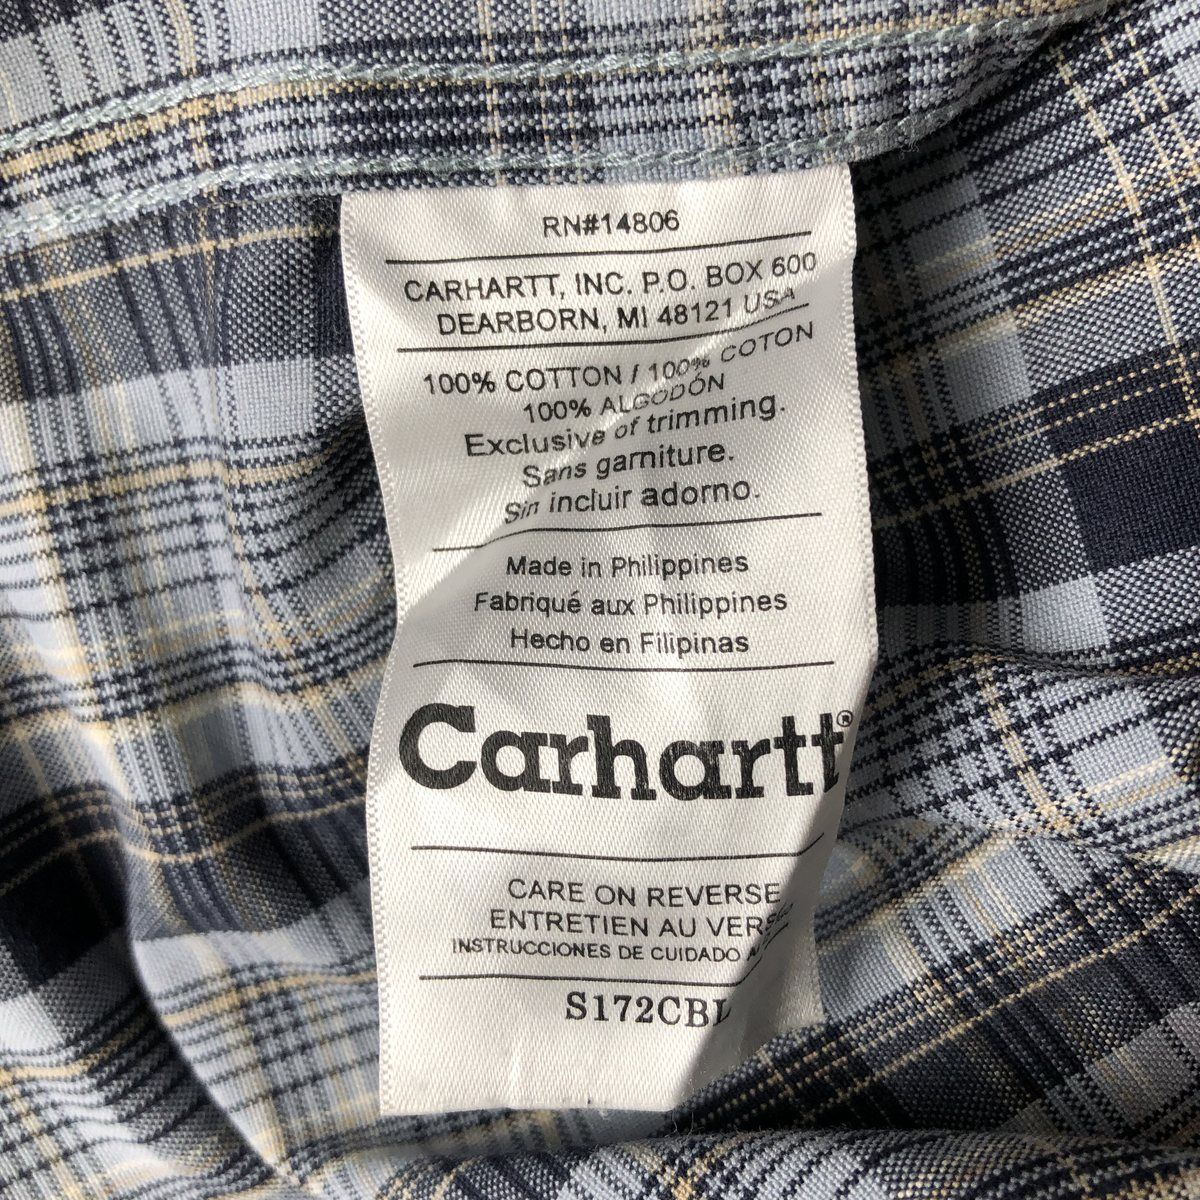 RN#14806
CARHARTT, INC. P.O. BOX 600
DEARBORN, MI 48121 USA
100% COTTON / 100% COTON
100% ALGODÓN
Exclusive of trimming.
Sans garniture.
Sin incluir adorno.
Made in Philippines
Fabriqué aux Philippines
Hecho en Filipinas
Carhartt®
CARE ON REVERSE
ENTRETIEN AU VERSO
INSTRUCCIONES DE CUIDADO
S172CBL